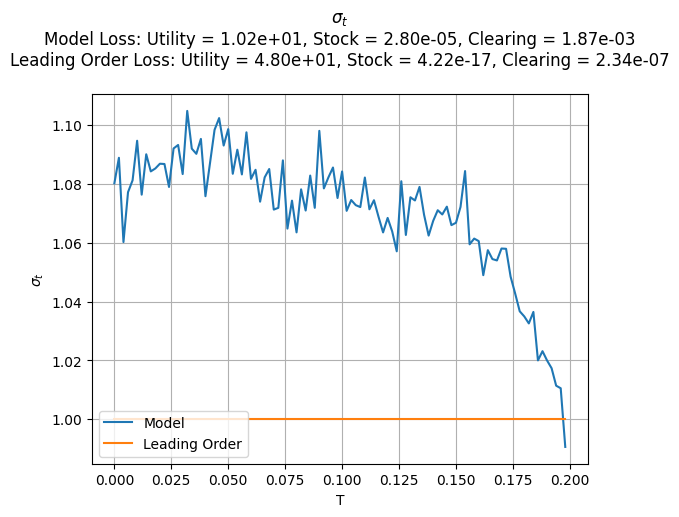 σ_t
Model Loss: Utility = 1.02e+01, Stock = 2.80e-05, Clearing = 1.87e-03
Leading Order Loss: Utility = 4.80e+01, Stock = 4.22e-17, Clearing = 2.34e-07
1.10
1.08
1.06
1.04
1.02
1.00
σ_t
Model
Leading Order
0.000 0.025 0.050 0.075 0.100 0.125 0.150 0.175 0.200
T